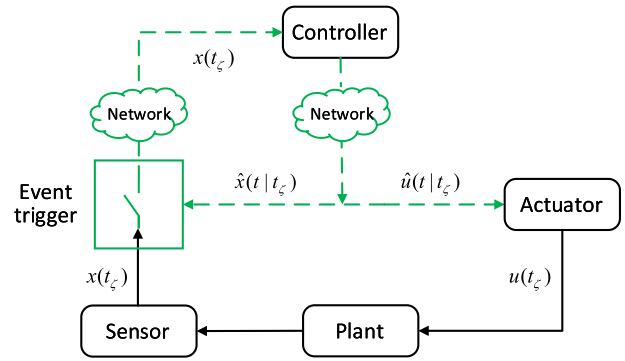 Controller
x(t_ζ)
Network
Network
x̂(t|t_ζ)
û(t|t_ζ)
Event
trigger
Actuator
x(t_ζ)
u(t_ζ)
Sensor
Plant